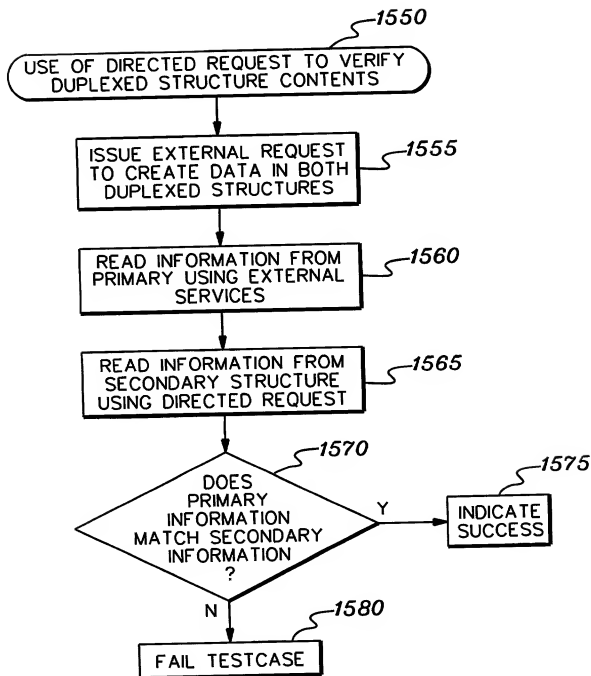 1550
USE OF DIRECTED REQUEST TO VERIFY
DUPLEXED STRUCTURE CONTENTS
ISSUE EXTERNAL REQUEST
TO CREATE DATA IN BOTH
DUPLEXED STRUCTURES
1555
READ INFORMATION FROM
PRIMARY USING EXTERNAL
SERVICES
1560
READ INFORMATION FROM
SECONDARY STRUCTURE
USING DIRECTED REQUEST
1565
1570
DOES
PRIMARY
INFORMATION
MATCH SECONDARY
INFORMATION
?
Y
1575
INDICATE
SUCCESS
N
1580
FAIL TESTCASE